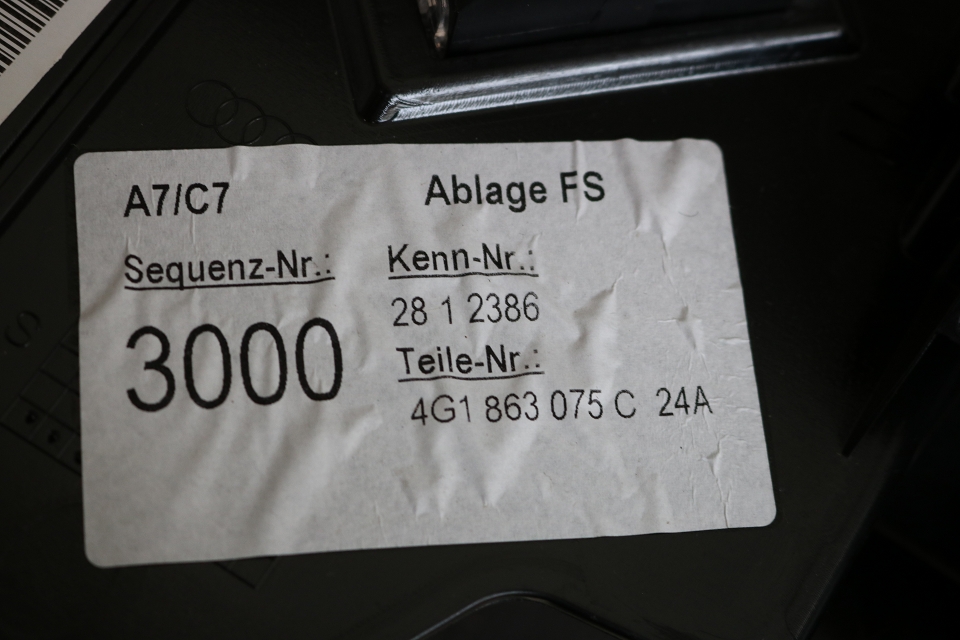 A7/C7 Ablage FS
Sequenz-Nr.: Kenn-Nr.:
3000 28 1 2386
Teile-Nr.:
4G1 863 075 C 24A